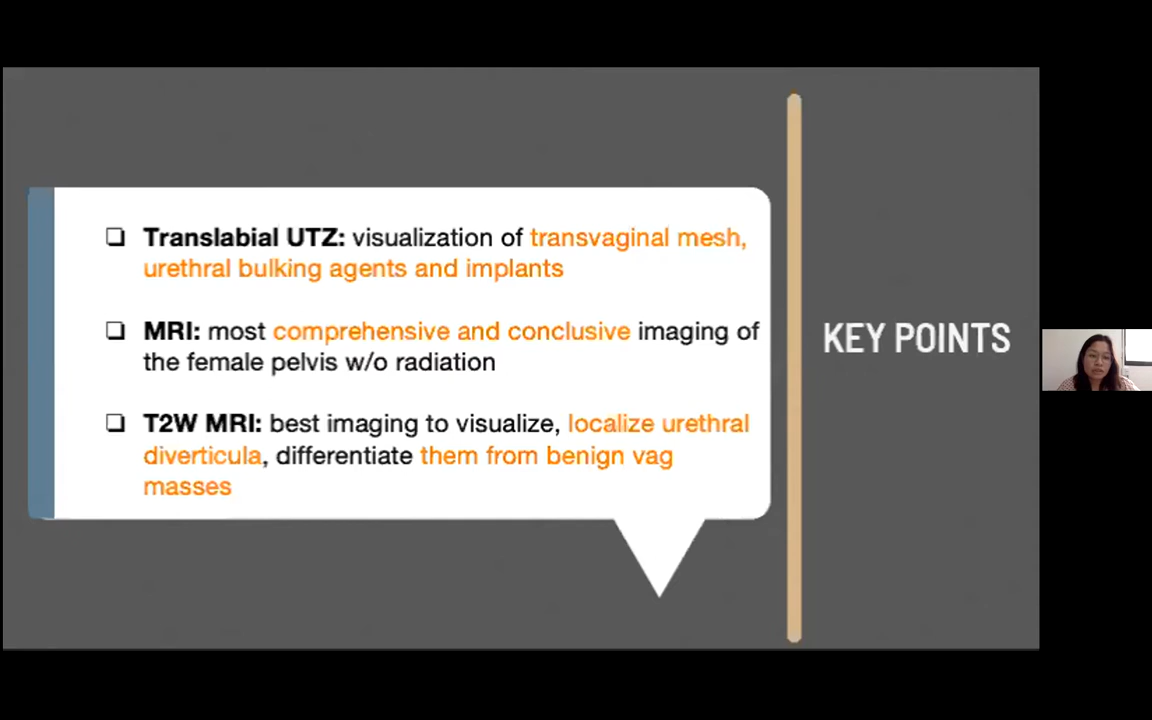 ❏ Translabial UTZ: visualization of transvaginal mesh,
urethral bulking agents and implants
❏ MRI: most comprehensive and conclusive imaging of
the female pelvis w/o radiation
❏ T2W MRI: best imaging to visualize, localize urethral
diverticula, differentiate them from benign vag
masses
KEY POINTS